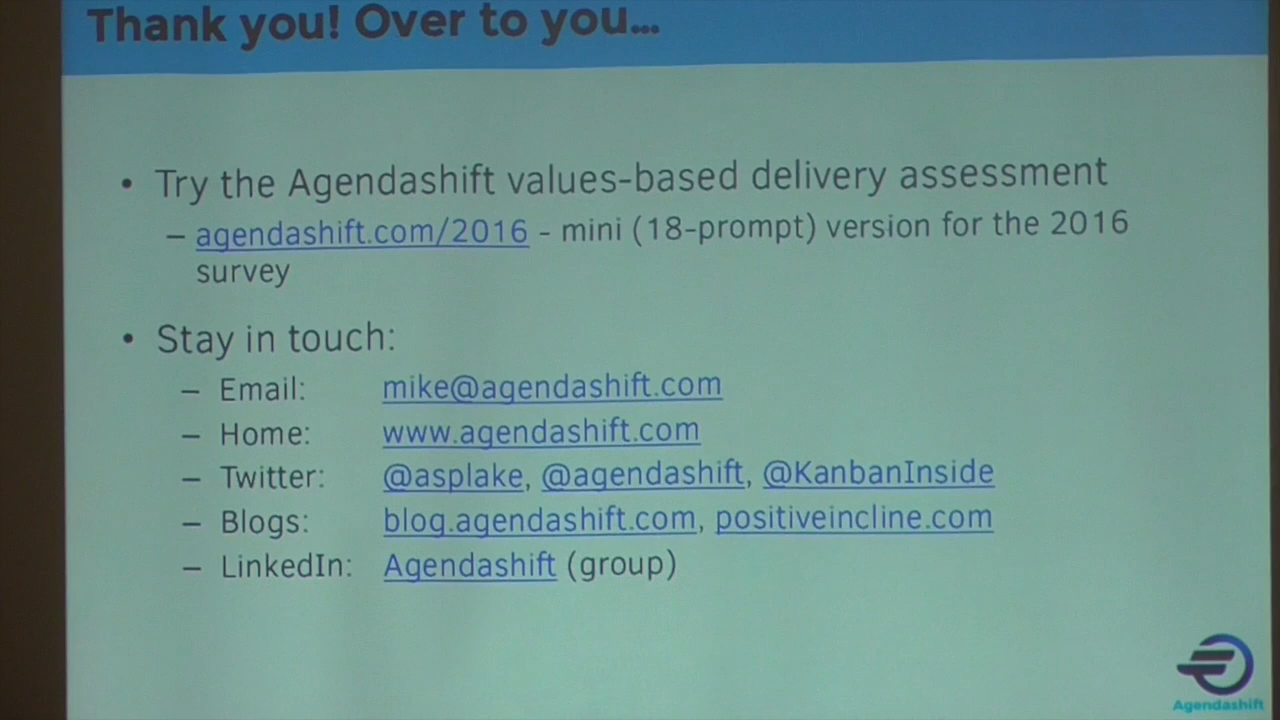 Thank you! Over to you...
• Try the Agendashift values-based delivery assessment
– agendashift.com/2016 - mini (18-prompt) version for the 2016
survey
• Stay in touch:
– Email: mike@agendashift.com
– Home: www.agendashift.com
– Twitter: @asplake, @agendashift, @KanbanInside
– Blogs: blog.agendashift.com, positiveincline.com
– LinkedIn: Agendashift (group)
Agendashift